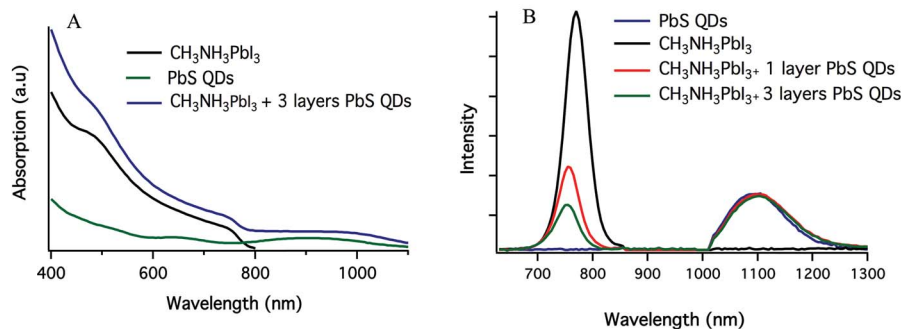 A
CH₃NH₃PbI₃
PbS QDs
CH₃NH₃PbI₃ + 3 layers PbS QDs
Absorption (a.u)
400 600 800 1000
Wavelength (nm)
B
PbS QDs
CH₃NH₃PbI₃
CH₃NH₃PbI₃₊ 1 layer PbS QDs
CH₃NH₃PbI₃₊ 3 layers PbS QDs
Intensity
700 800 900 1000 1100 1200 1300
Wavelength (nm)